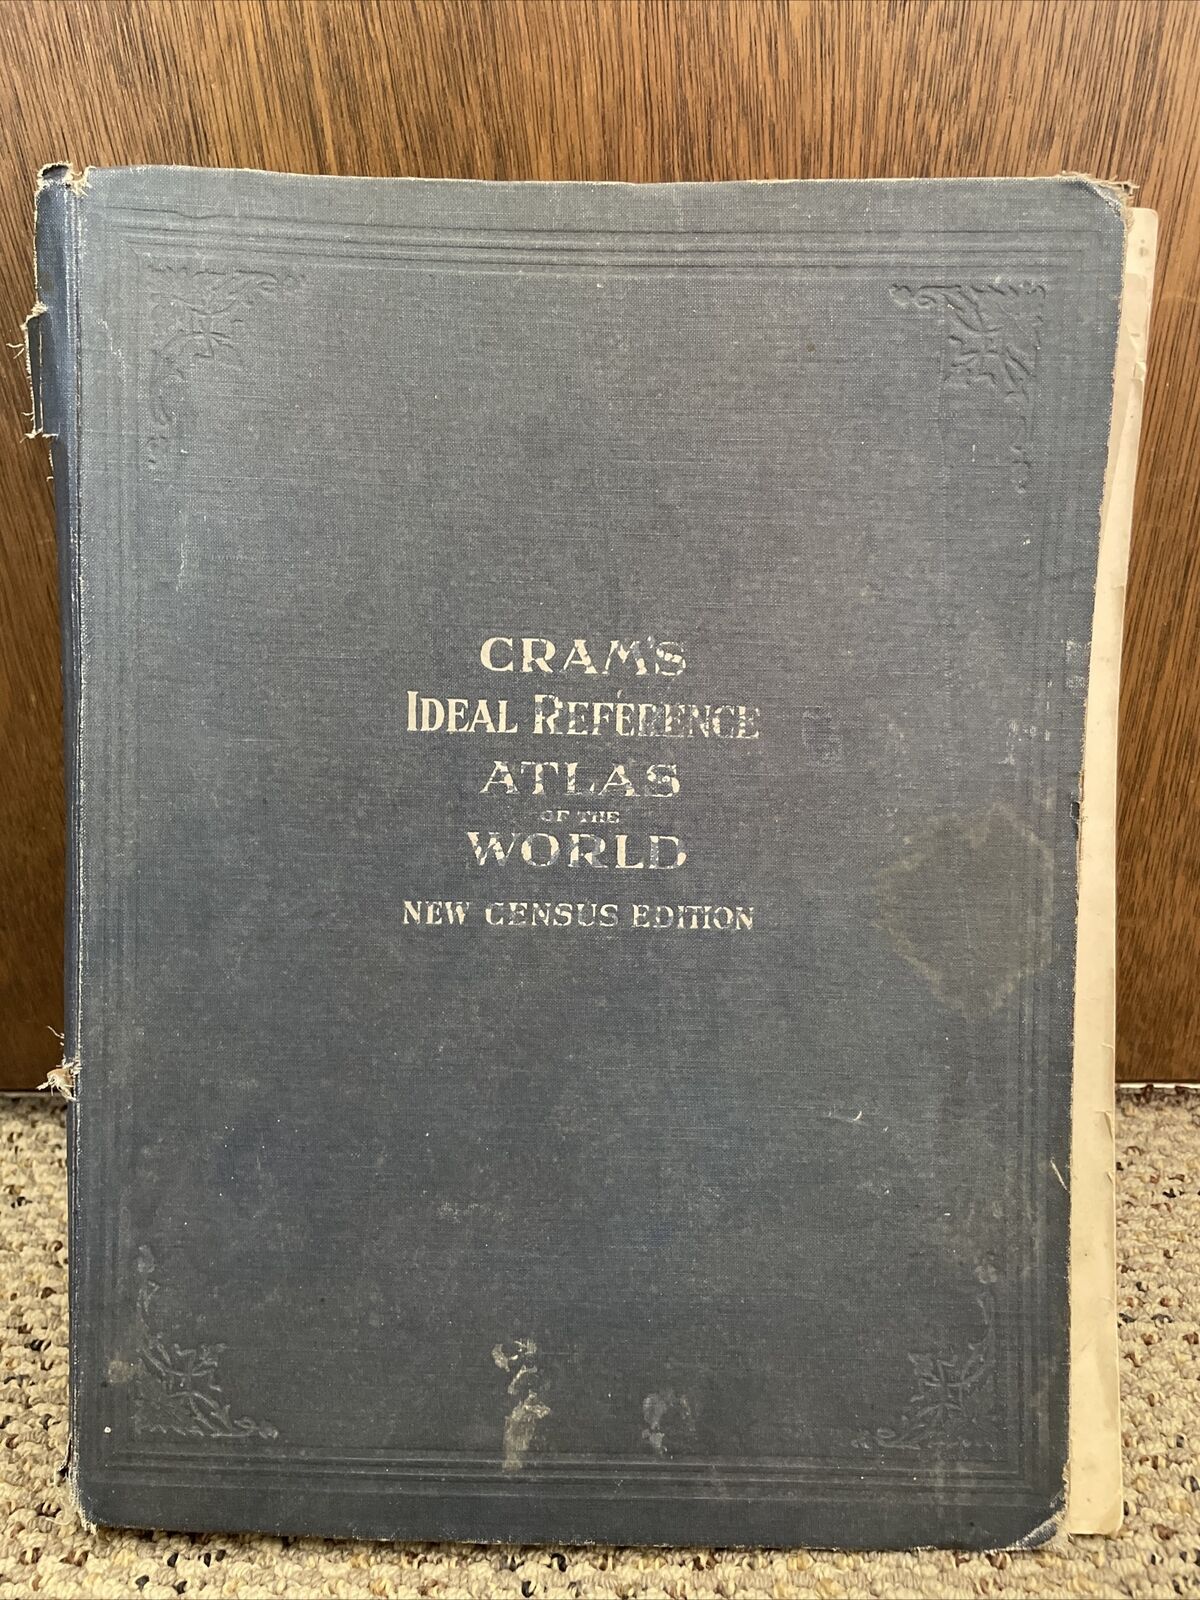 CRAM'S
IDEAL REFERENCE
ATLAS
OF THE
WORLD
NEW CENSUS EDITION